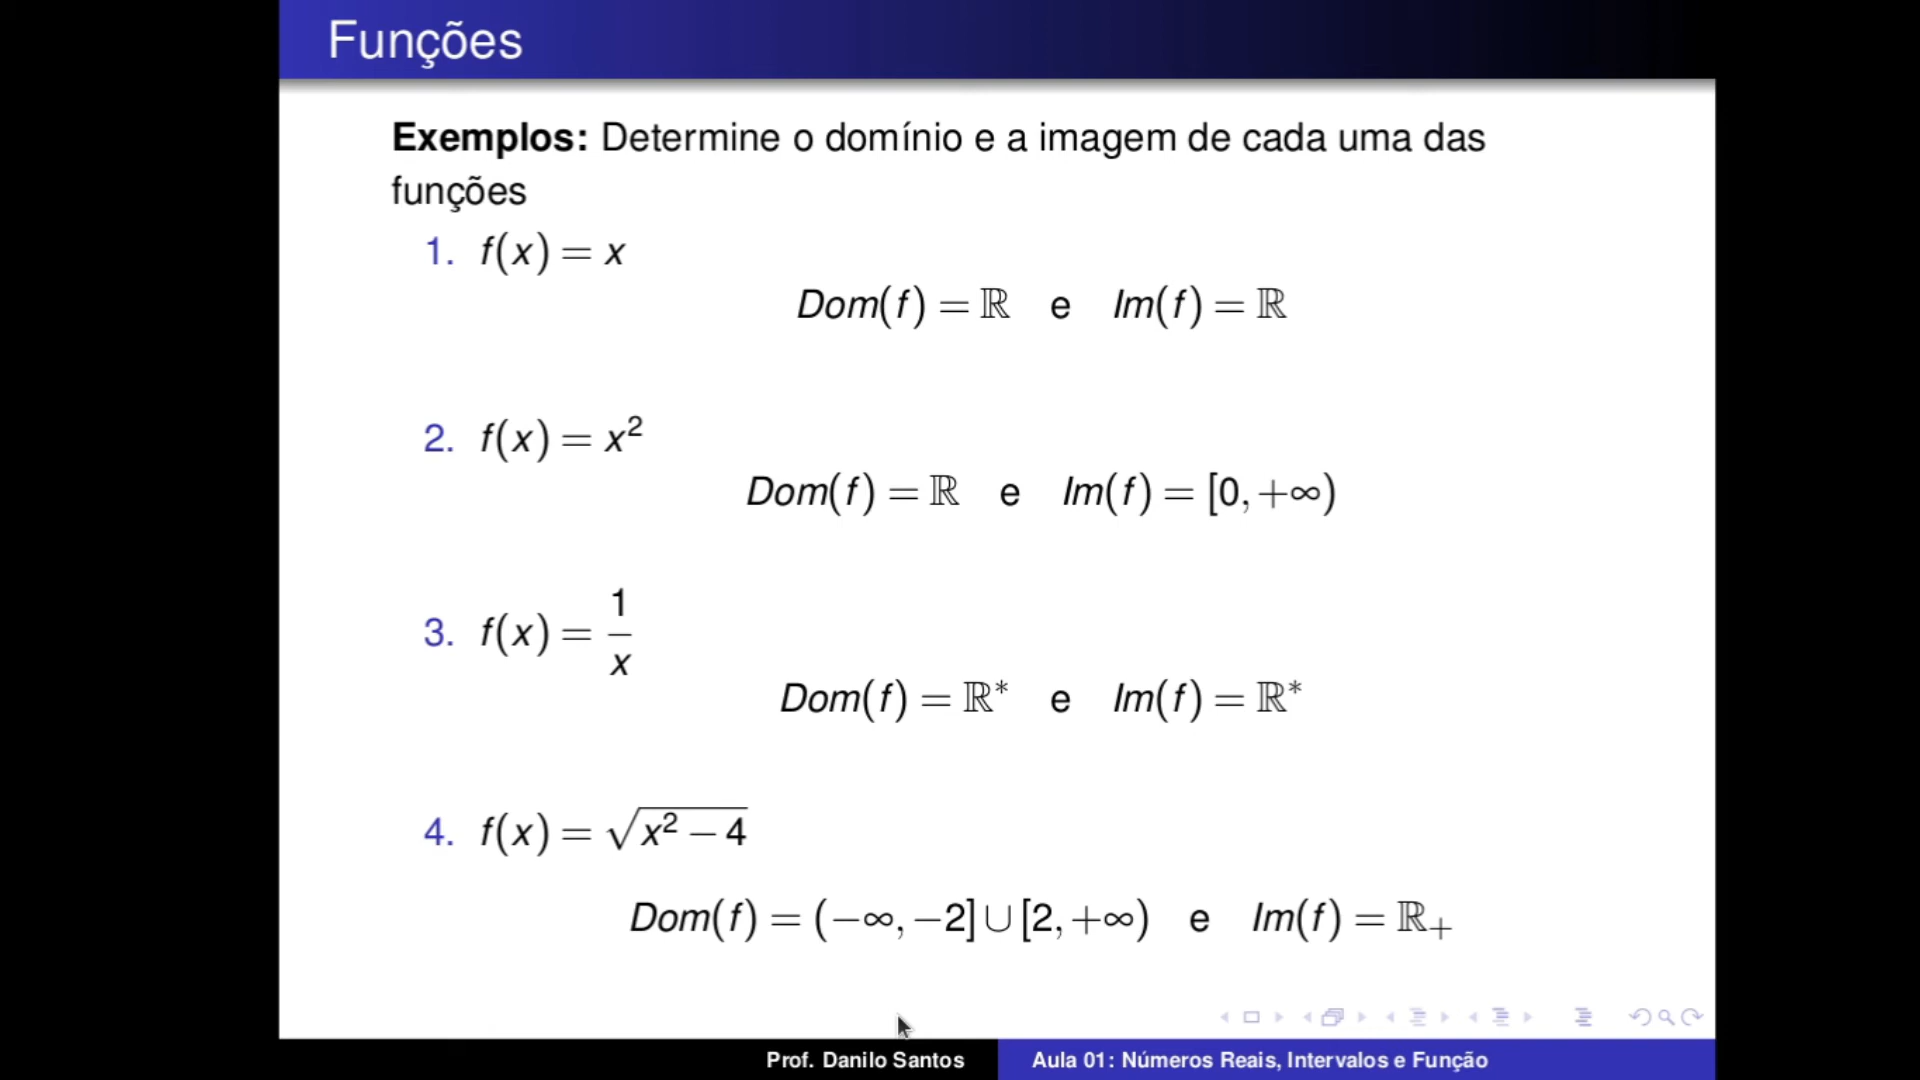 Funções
Exemplos: Determine o domínio e a imagem de cada uma das
funções
1. f(x) = x
Dom(f) = ℝ e Im(f) = ℝ
2. f(x) = x²
Dom(f) = ℝ e Im(f) = [0, +∞)
3. f(x) = 1/x
Dom(f) = ℝ* e Im(f) = ℝ*
4. f(x) = √(x² − 4)
Dom(f) = (−∞, −2] ∪ [2, +∞) e Im(f) = ℝ₊
Prof. Danilo Santos
Aula 01: Números Reais, Intervalos e Função